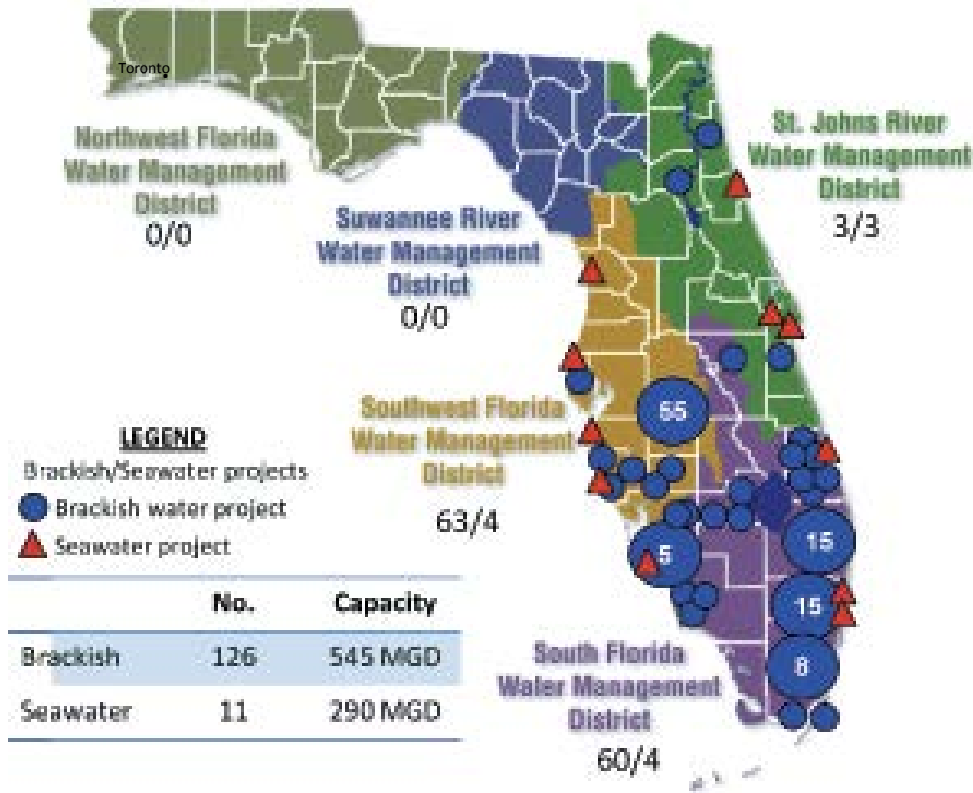 Toronto
Northwest Florida
Water Management
District
0/0
St. Johns River
Water Management
District
3/3
Suwannee River
Water Management
District
0/0
55
Southwest Florida
Water Management
District
63/4
LEGEND
Brackish/Seawater projects
Brackish water project
Seawater project
5
15
15
8
No. Capacity
Brackish 126 545 MGD
Seawater 11 290 MGD
South Florida
Water Management
District
60/4